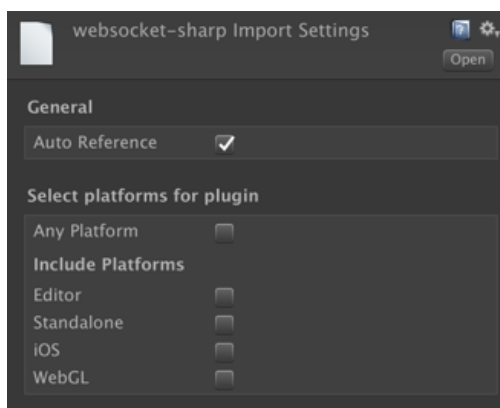 websocket-sharp Import Settings
Open
General
Auto Reference
Select platforms for plugin
Any Platform
Include Platforms
Editor
Standalone
iOS
WebGL